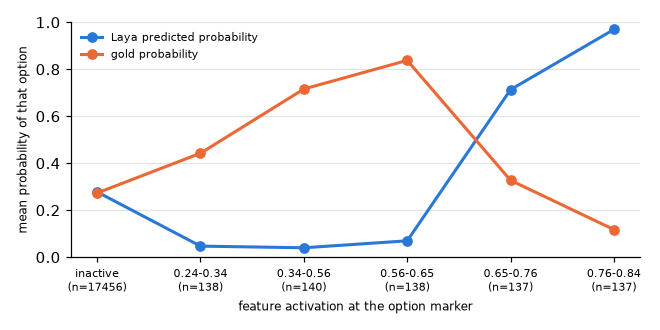 1.0
0.8
0.6
0.4
0.2
0.0
mean probability of that option
Laya predicted probability
gold probability
inactive
(n=17456)
0.24-0.34
(n=138)
0.34-0.56
(n=140)
0.56-0.65
(n=138)
0.65-0.76
(n=137)
0.76-0.84
(n=137)
feature activation at the option marker